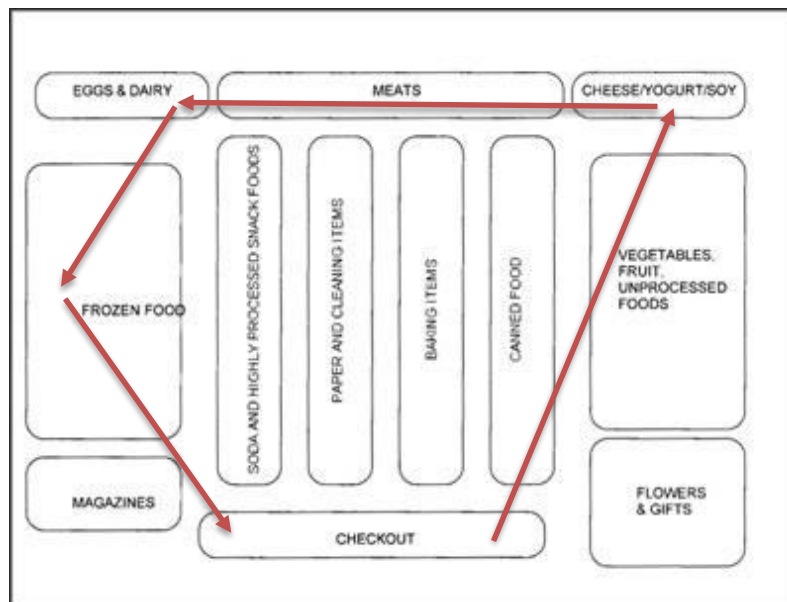 EGGS & DAIRY
MEATS
CHEESE/YOGURT/SOY
SODA AND HIGHLY PROCESSED SNACK FOODS
PAPER AND CLEANING ITEMS
BAKING ITEMS
CANNED FOOD
VEGETABLES,
FRUIT,
UNPROCESSED
FOODS
FROZEN FOOD
MAGAZINES
FLOWERS
& GIFTS
CHECKOUT